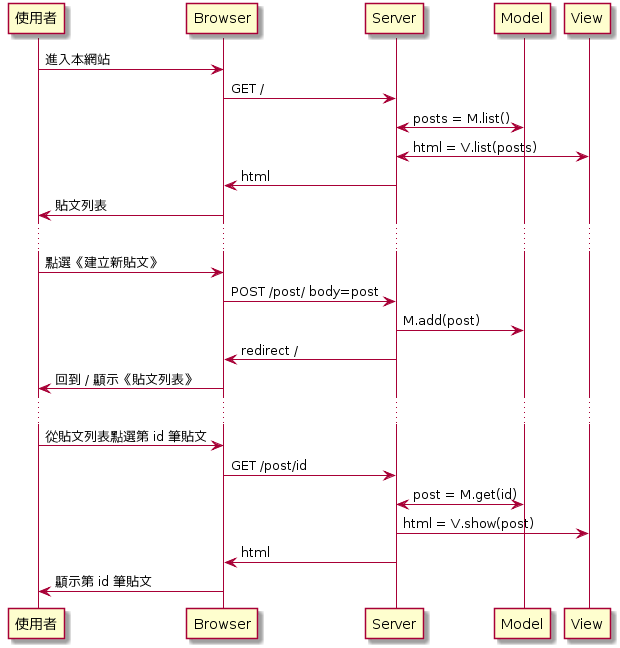 使用者 Browser Server Model View
進入本網站
GET /
posts = M.list()
html = V.list(posts)
html
貼文列表
點選《建立新貼文》
POST /post/ body=post
M.add(post)
redirect /
回到 / 顯示《貼文列表》
從貼文列表點選第 id 筆貼文
GET /post/id
post = M.get(id)
html = V.show(post)
html
顯示第 id 筆貼文
使用者 Browser Server Model View